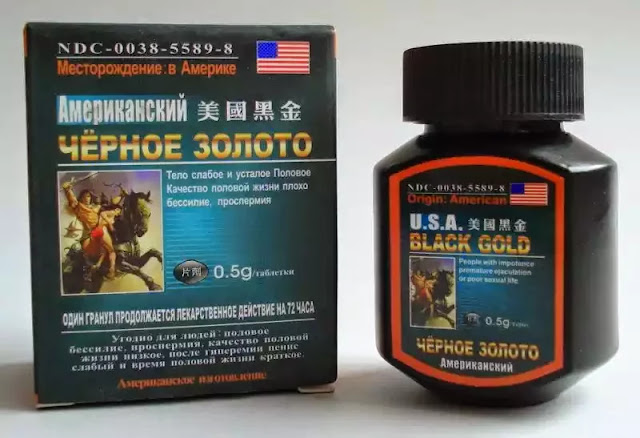 NDC-0038-5589-8
Месторождение:в Америке
Американский 美國黑金
ЧЁРНОЕ ЗОЛОТО
Тело слабое и усталое Половое
Качество половой жизни плохо
бессилие, проспермия
片劑 0.5g/таблетки
ОДИН ГРАНУЛ ПРОДОЛЖАЕТСЯ ЛЕКАРСТВЕННОЕ ДЕЙСТВИЕ НА 72 ЧАСА
Угодно для людей: половое
бессилие, проспермия, качество половой
жизни низкое, после гиперемии пенис
слабый и время половой жизни краткое.
Американское изготовление
NDC-0038-5589-8
Origin: American
U.S.A. 美國黑金
BLACK GOLD
People with impotence
premature ejaculation
or poor sexual life
0.5g
ЧЁРНОЕ ЗОЛОТО
Американский